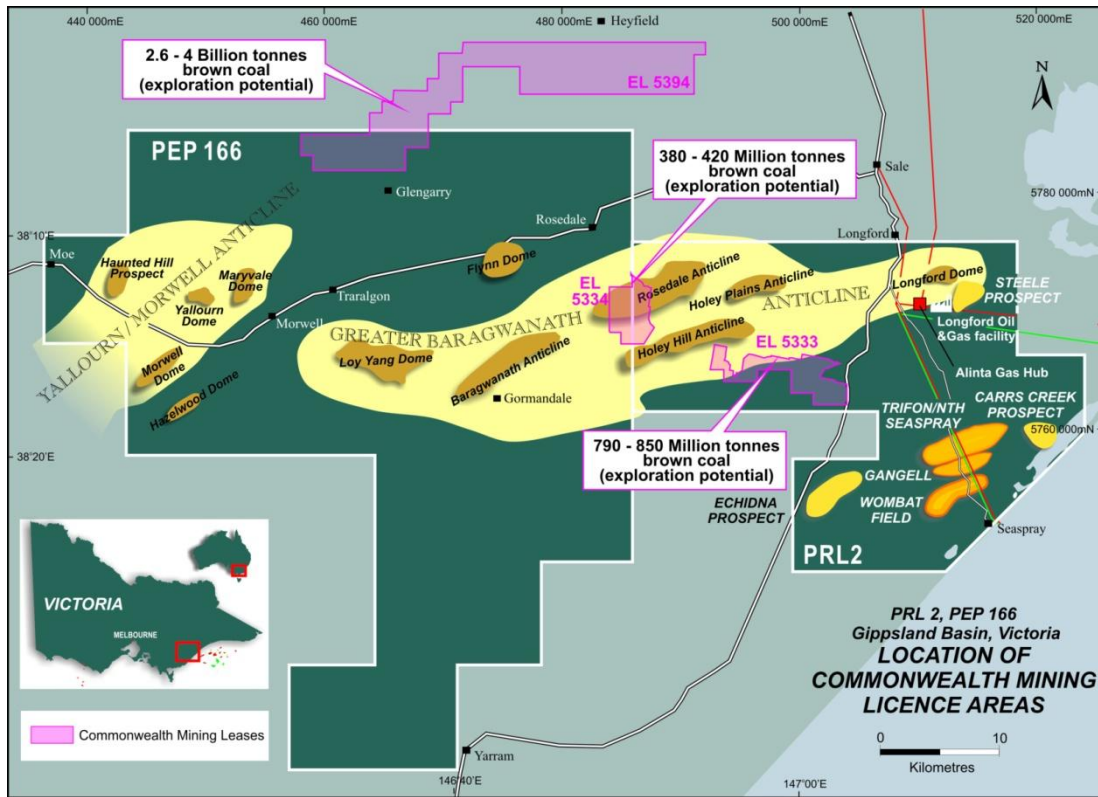 440 000mE
460 000mE
480 000mE
500 000mE
520 000mE
Heyfield
2.6 - 4 Billion tonnes
brown coal
(exploration potential)
EL 5394
N
PEP 166
380 - 420 Million tonnes
brown coal
(exploration potential)
Sale
Glengarry
5780 000mN
Rosedale
38°10'
Longford
Moe
YALLOURN / MORWELL ANTICLINE
Haunted Hill
Prospect
Maryvale
Dome
Yallourn
Dome
Flynn Dome
EL
5334
Rosedale Anticline
Holey Plains Anticline
Longford Dome
STEELE
PROSPECT
Traralgon
Morwell
GREATER BARAGWANATH
ANTICLINE
Longford Oil
&Gas facility
Holey Hill Anticline
EL 5333
Loy Yang Dome
Baragwanath Anticline
Morwell
Dome
Hazelwood Dome
Gormandale
Alinta Gas Hub
TRIFON/NTH
SEASPRAY
CARRS CREEK
PROSPECT
5760 000mN
38°20'
790 - 850 Million tonnes
brown coal
(exploration potential)
GANGELL
ECHIDNA
PROSPECT
WOMBAT
FIELD
Seaspray
PRL2
VICTORIA
MELBOURNE
PRL 2, PEP 166
Gippsland Basin, Victoria
LOCATION OF
COMMONWEALTH MINING
LICENCE AREAS
Commonwealth Mining Leases
0
10
Kilometres
Yarram
146°40'E
147°00'E